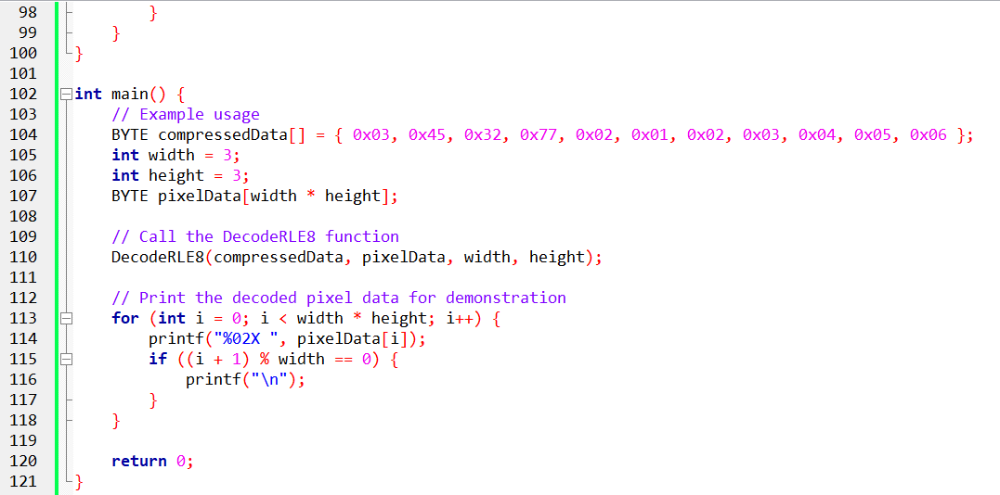 98         }
99     }
100 }
101
102 int main() {
103     // Example usage
104     BYTE compressedData[] = { 0x03, 0x45, 0x32, 0x77, 0x02, 0x01, 0x02, 0x03, 0x04, 0x05, 0x06 };
105     int width = 3;
106     int height = 3;
107     BYTE pixelData[width * height];
108
109     // Call the DecodeRLE8 function
110     DecodeRLE8(compressedData, pixelData, width, height);
111
112     // Print the decoded pixel data for demonstration
113     for (int i = 0; i < width * height; i++) {
114         printf("%02X ", pixelData[i]);
115         if ((i + 1) % width == 0) {
116             printf("\n");
117         }
118     }
119
120     return 0;
121 }